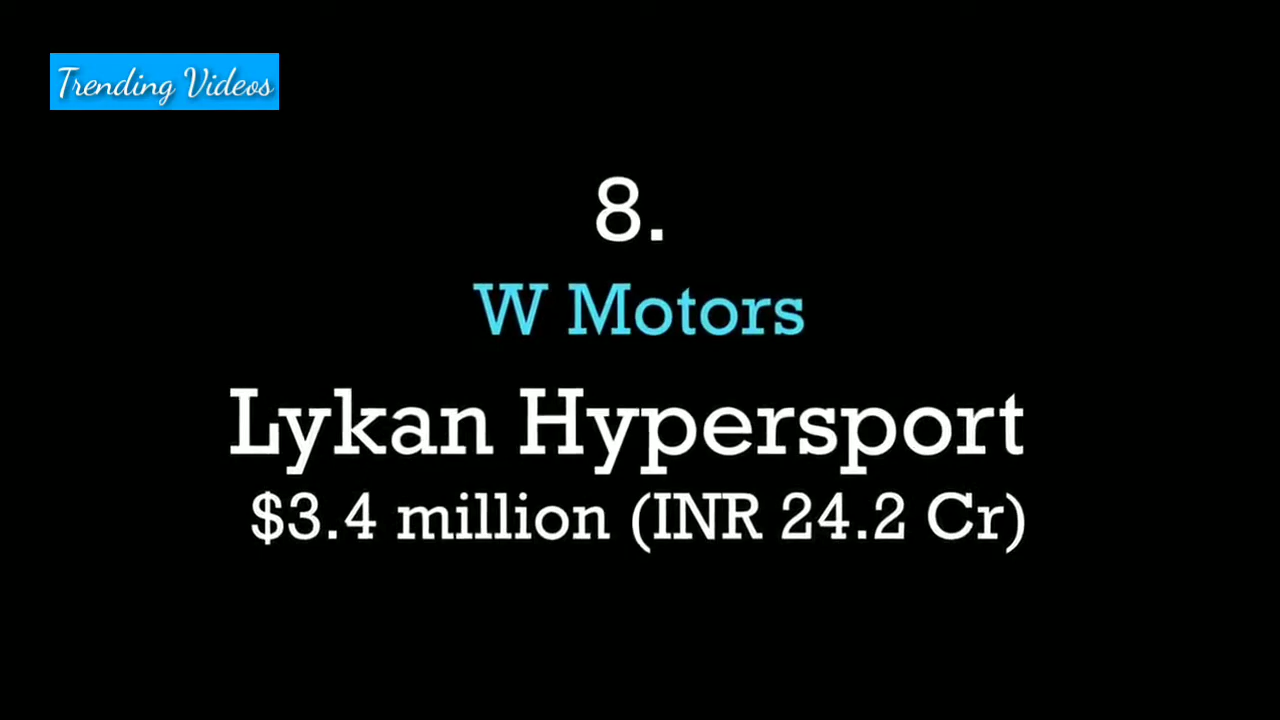 Trending Videos
8.
W Motors
Lykan Hypersport
$3.4 million (INR 24.2 Cr)